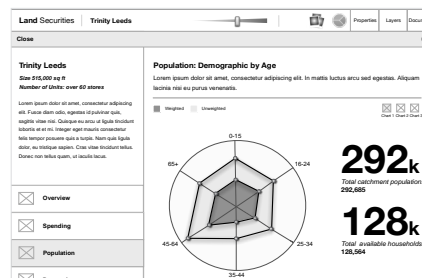 Land Securities Trinity Leeds Properties Layers Docu
Close
Trinity Leeds
Size 515,000 sq ft
Number of Units: over 60 stores
Lorem ipsum dolor sit amet, consectetur adipiscing
elit. Fusce diam odio, egestas id pulvinar quis,
sagittis vitae nisi. Quisque eu arcu ut ligula tincidunt
lobortis at et mi. Integer eget mauris consectetur
felis tempor posuere quis a turpis. Nam quis ligula
dolor, eu tristique sapien. Cras vitae tincidunt tellus.
Donec non tellus quam, ut iaculis lacus.
Overview
Spending
Population
Population: Demographic by Age
Lorem ipsum dolor sit amet, consectetur adipiscing elit. In mattis luctus arcu sed egestas. Aliquam
lacinia nisi eu purus venenatis.
Weighted Unweighted
Chart 1 Chart 2 Chart 3
0-15
16-24
25-34
35-44
45-64
65+
292k
Total catchment population
292,685
128k
Total available households
128,564